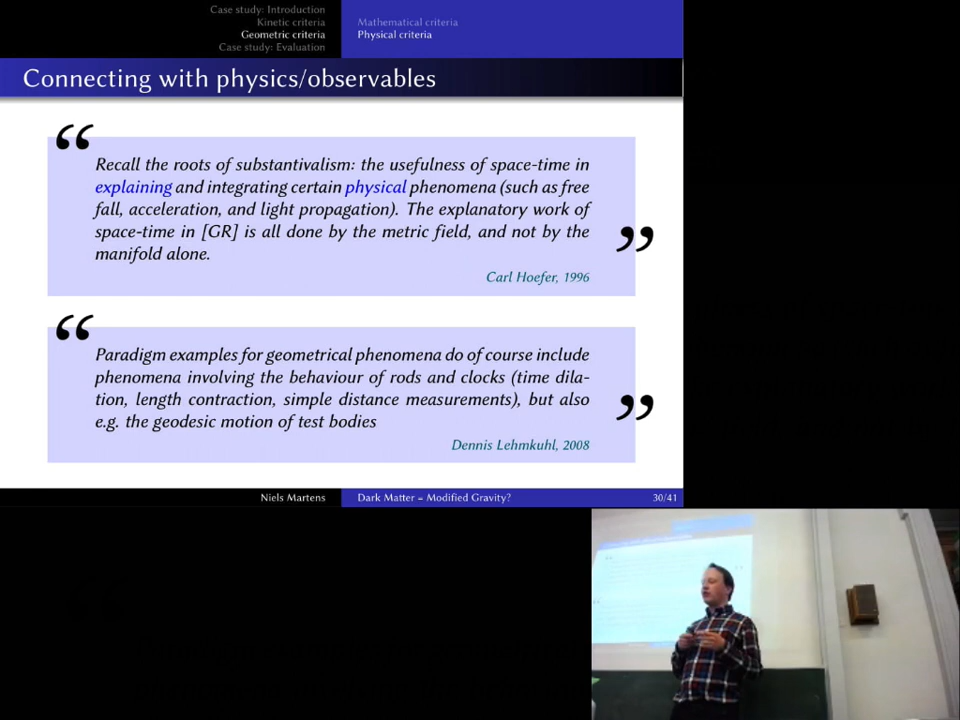 Case study: Introduction
Kinetic criteria
Geometric criteria
Case study: Evaluation
Mathematical criteria
Physical criteria
Connecting with physics/observables
“
Recall the roots of substantivalism: the usefulness of space-time in
explaining and integrating certain physical phenomena (such as free
fall, acceleration, and light propagation). The explanatory work of
space-time in [GR] is all done by the metric field, and not by the
manifold alone.
”
Carl Hoefer, 1996
“
Paradigm examples for geometrical phenomena do of course include
phenomena involving the behaviour of rods and clocks (time dila-
tion, length contraction, simple distance measurements), but also
e.g. the geodesic motion of test bodies
”
Dennis Lehmkuhl, 2008
Niels Martens
Dark Matter = Modified Gravity?
30/41